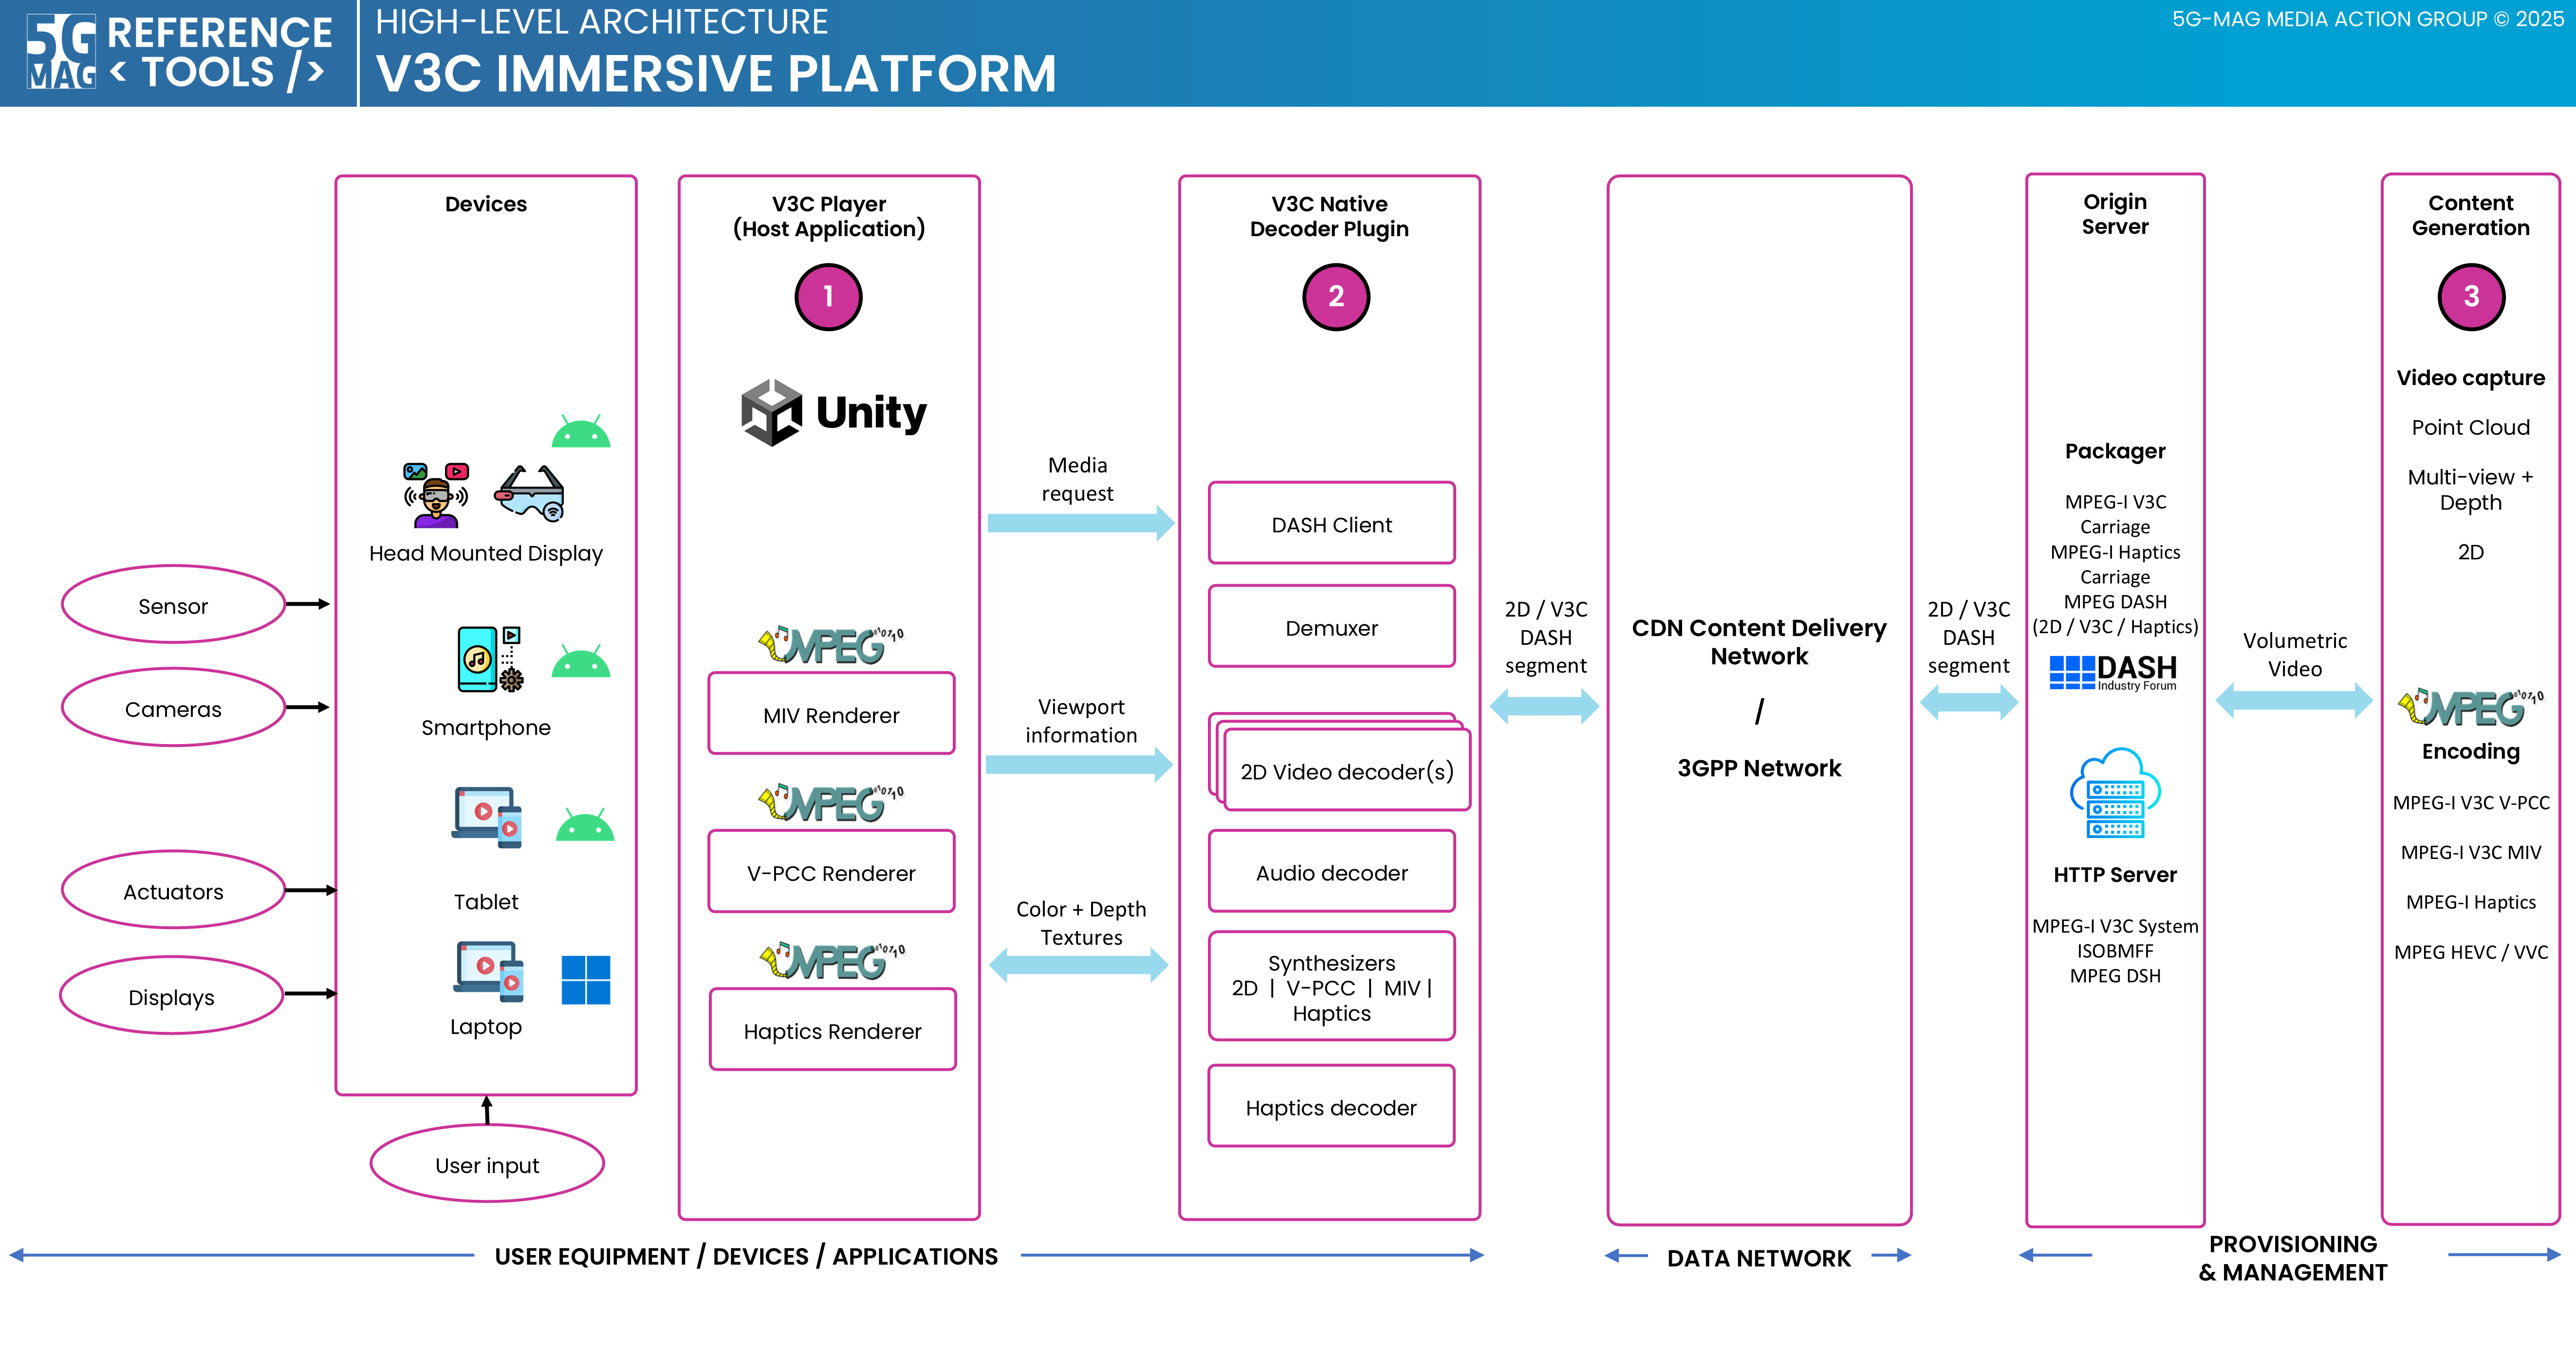 5G
MAG
REFERENCE
< TOOLS />
HIGH-LEVEL ARCHITECTURE
V3C IMMERSIVE PLATFORM
5G-MAG MEDIA ACTION GROUP © 2025
Sensor
Cameras
Actuators
Displays
User input
Devices
Head Mounted Display
Smartphone
Tablet
Laptop
V3C Player
(Host Application)
1
Unity
MPEG
MIV Renderer
MPEG
V-PCC Renderer
MPEG
Haptics Renderer
Media
request
Viewport
information
Color + Depth
Textures
V3C Native
Decoder Plugin
2
DASH Client
Demuxer
2D Video decoder(s)
Audio decoder
Synthesizers
2D | V-PCC | MIV |
Haptics
Haptics decoder
2D / V3C
DASH
segment
CDN Content Delivery
Network
/
3GPP Network
2D / V3C
DASH
segment
Origin
Server
Packager
MPEG-I V3C
Carriage
MPEG-I Haptics
Carriage
MPEG DASH
(2D / V3C / Haptics)
DASH
Industry Forum
HTTP Server
MPEG-I V3C System
ISOBMFF
MPEG DSH
Volumetric
Video
Content
Generation
3
Video capture
Point Cloud
Multi-view +
Depth
2D
MPEG
Encoding
MPEG-I V3C V-PCC
MPEG-I V3C MIV
MPEG-I Haptics
MPEG HEVC / VVC
USER EQUIPMENT / DEVICES / APPLICATIONS
DATA NETWORK
PROVISIONING
& MANAGEMENT